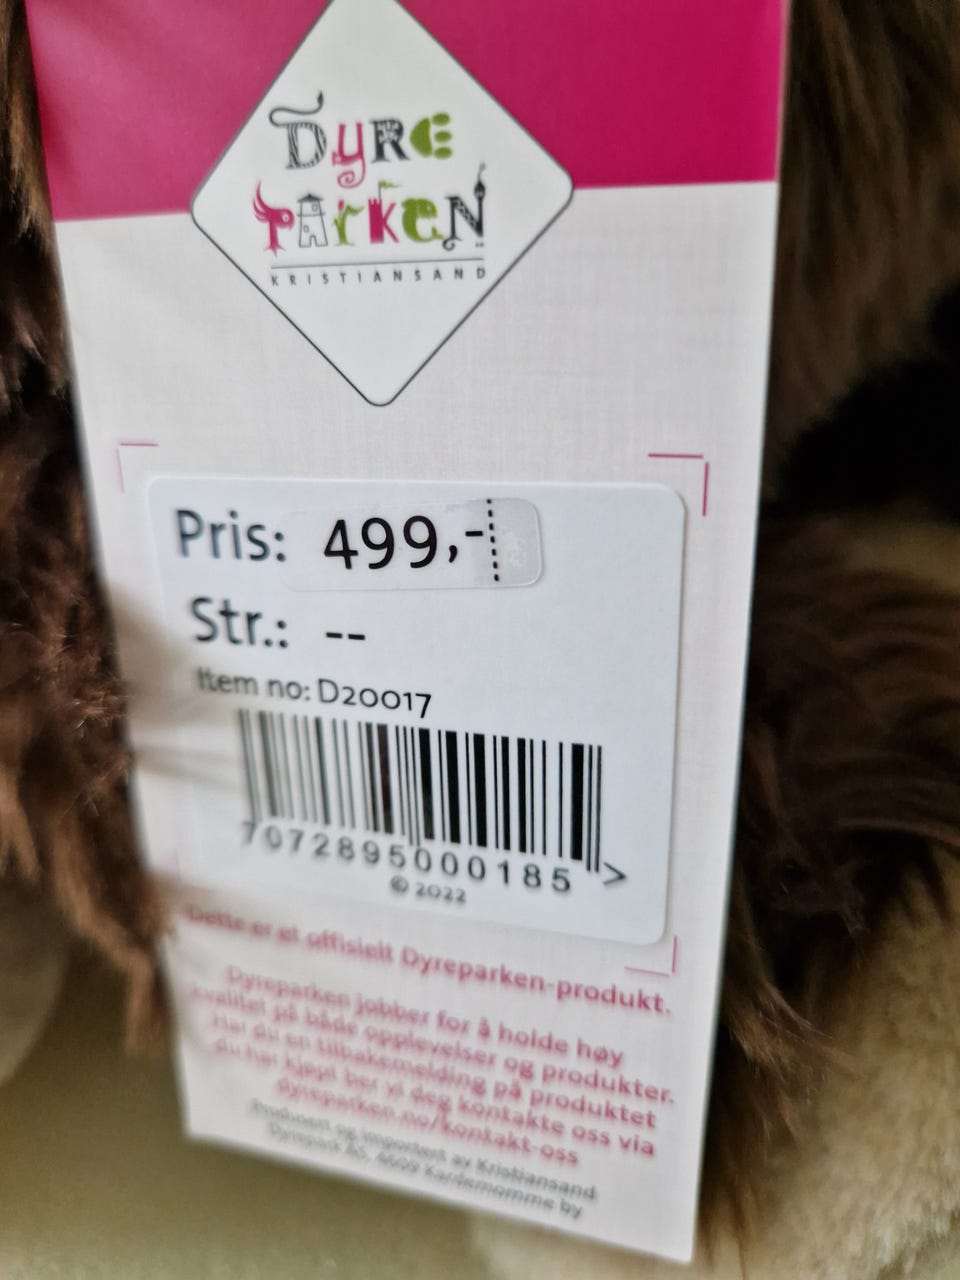 DYRE
PARKEN
KRISTIANSAND
Pris: 499,-
Str.: --
Item no: D20017
7072895000185 >
© 2022
Dette er et offisielt Dyreparken-produkt.
Dyreparken jobber for å holde høy
kvalitet på både opplevelser og produkter.
Har du en tilbakemelding på produktet
du har kjøpt ber vi deg kontakte oss via
dyreparken.no/kontakt-oss
Produsert og importert av Kristiansand
Dyrepark AS, 4609 Kardemomme by